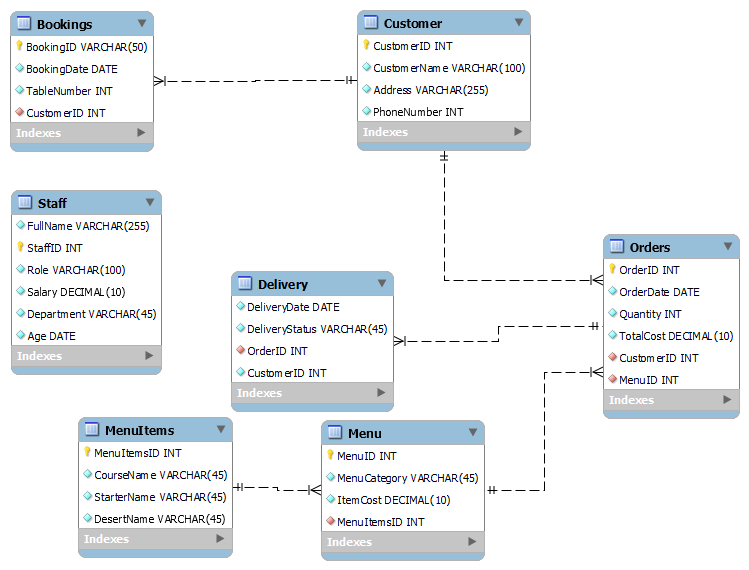 Bookings
BookingID VARCHAR(50)
BookingDate DATE
TableNumber INT
CustomerID INT
Indexes
Customer
CustomerID INT
CustomerName VARCHAR(100)
Address VARCHAR(255)
PhoneNumber INT
Indexes
Staff
FullName VARCHAR(255)
StaffID INT
Role VARCHAR(100)
Salary DECIMAL(10)
Department VARCHAR(45)
Age DATE
Indexes
Delivery
DeliveryDate DATE
DeliveryStatus VARCHAR(45)
OrderID INT
CustomerID INT
Indexes
Orders
OrderID INT
OrderDate DATE
Quantity INT
TotalCost DECIMAL(10)
CustomerID INT
MenuID INT
Indexes
MenuItems
MenuItemsID INT
CourseName VARCHAR(45)
StarterName VARCHAR(45)
DesertName VARCHAR(45)
Indexes
Menu
MenuID INT
MenuCategory VARCHAR(45)
ItemCost DECIMAL(10)
MenuItemsID INT
Indexes